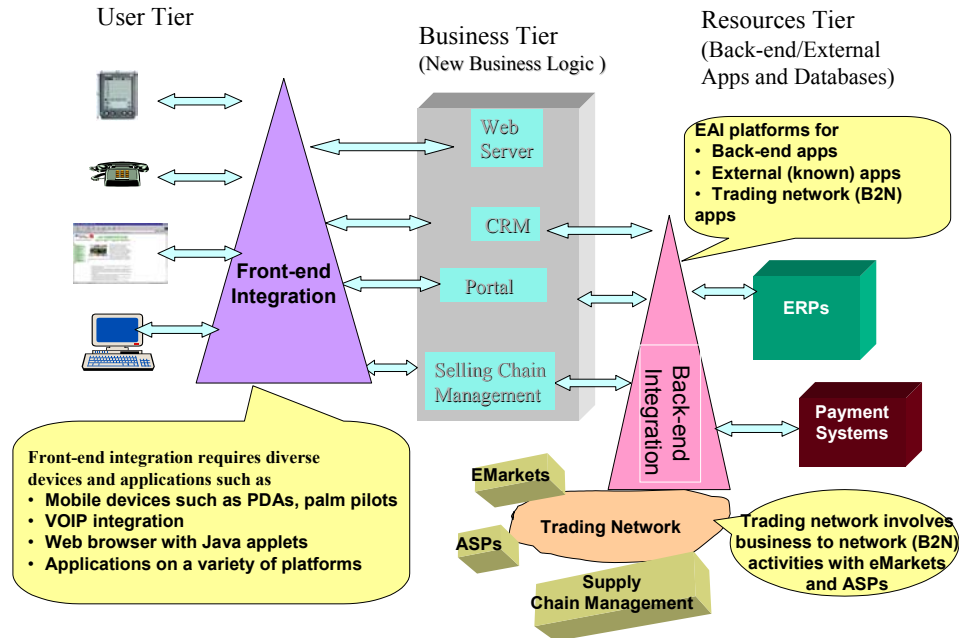 User Tier
Business Tier
(New Business Logic )
Resources Tier
(Back-end/External
Apps and Databases)
Web
Server
CRM
Portal
Selling Chain
Management
Front-end
Integration
Back-end
Integration
EAI platforms for
• Back-end apps
• External (known) apps
• Trading network (B2N)
apps
ERPs
Payment
Systems
Front-end integration requires diverse
devices and applications such as
• Mobile devices such as PDAs, palm pilots
• VOIP integration
• Web browser with Java applets
• Applications on a variety of platforms
EMarkets
Trading Network
ASPs
Supply
Chain Management
Trading network involves
business to network (B2N)
activities with eMarkets
and ASPs